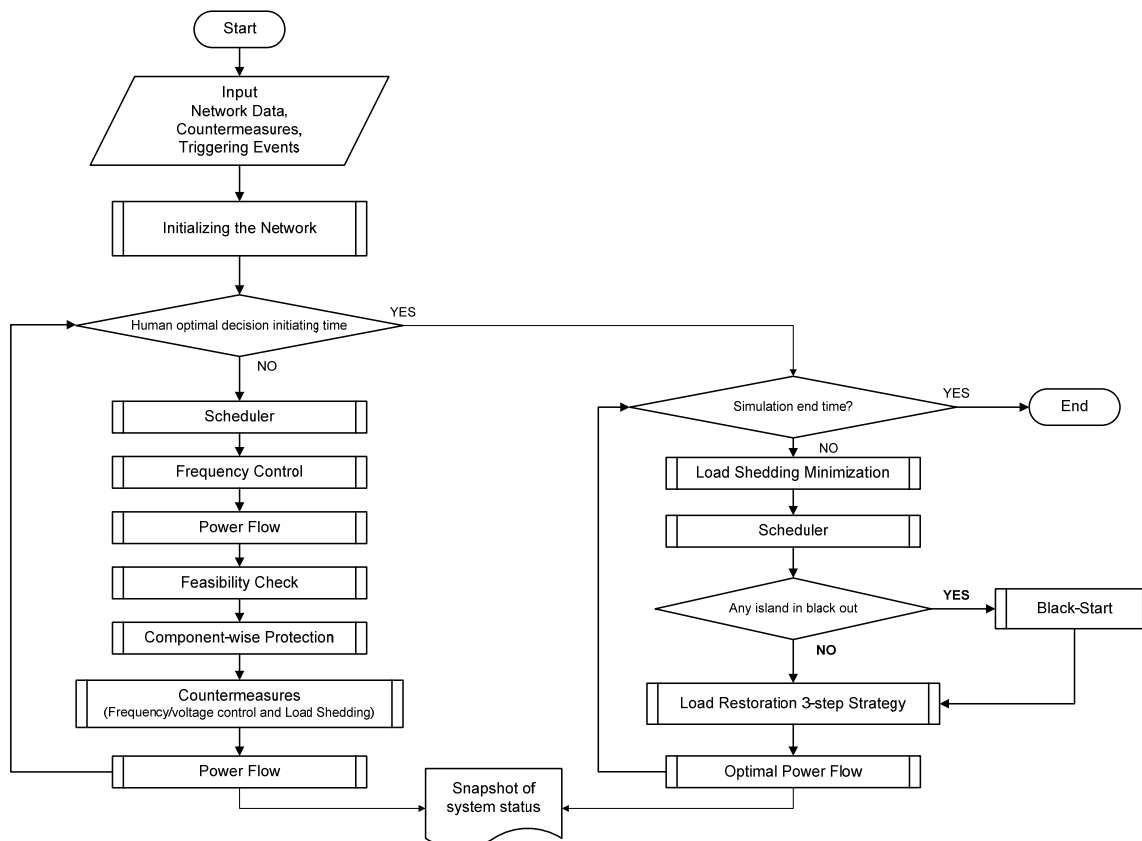 Start
Input
Network Data,
Countermeasures,
Triggering Events
Initializing the Network
Human optimal decision initiating time
YES
NO
Scheduler
Frequency Control
Power Flow
Feasibility Check
Component-wise Protection
Countermeasures
(Frequency/voltage control and Load Shedding)
Power Flow
Simulation end time?
YES
End
NO
Load Shedding Minimization
Scheduler
Any island in black out
YES
Black-Start
NO
Load Restoration 3-step Strategy
Optimal Power Flow
Snapshot of
system status